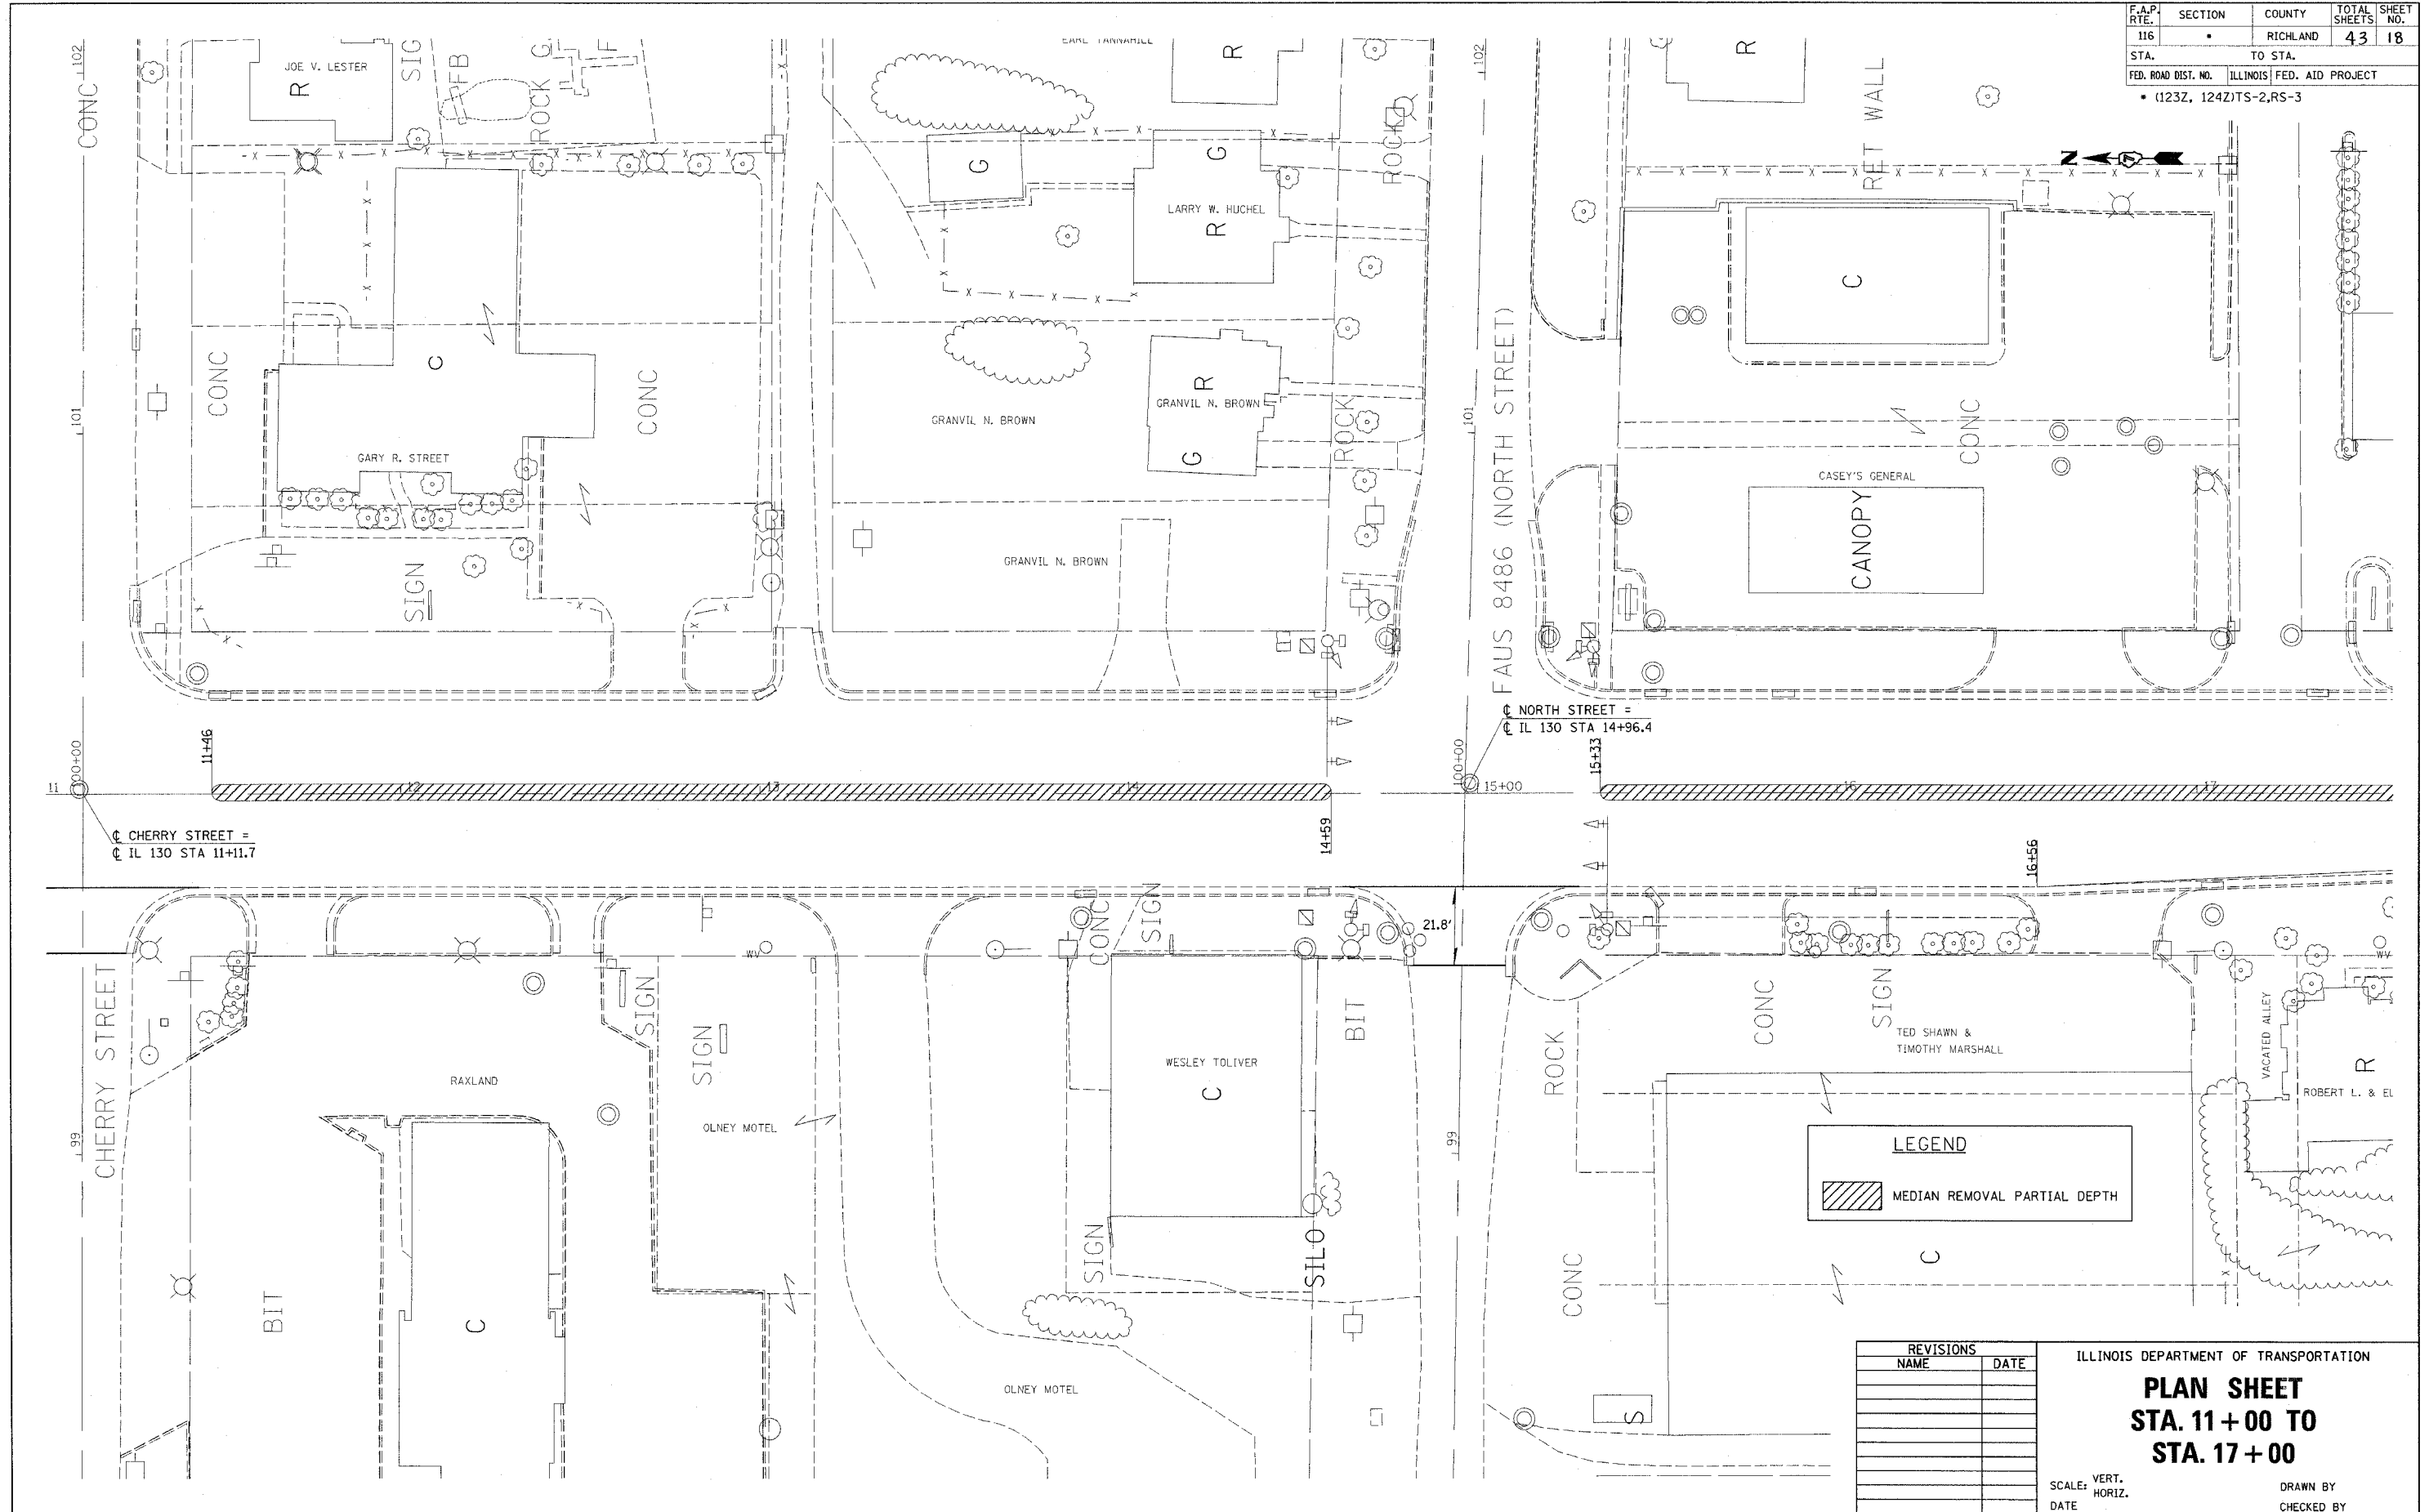 F.A.P. RTE. SECTION COUNTY TOTAL SHEETS SHEET NO.
116 • RICHLAND 43 18
STA. TO STA.
FED. ROAD DIST. NO. ILLINOIS FED. AID PROJECT
• (123Z, 124Z)TS-2,RS-3
102
CONC
JOE V. LESTER
R
SIG
FB
ROCK
G
F
EARL TANNAHILL
R
102
R
ROCK
RET WALL
N
7
G
G
LARRY W. HUCHEL
R
C
101
CONC
C
CONC
GARY R. STREET
SIGN
GRANVIL N. BROWN
R
GRANVIL N. BROWN
G
ROCK
GRANVIL N. BROWN
101
FAUS 8486 (NORTH STREET)
CONC
CASEY'S GENERAL
CANOPY
℄ NORTH STREET =
℄ IL 130 STA 14+96.4
11+46
100+00
11
12
13
14
100+00
15+00
15+33
16
17
℄ CHERRY STREET =
℄ IL 130 STA 11+11.7
14+59
16+56
21.8'
CHERRY STREET
99
BIT
RAXLAND
C
SIGN
SIGN
WV
OLNEY MOTEL
CONC
SIGN
WESLEY TOLIVER
C
SIGN
SILO
BIT
OLNEY MOTEL
99
ROCK
CONC
CONC
SIGN
TED SHAWN &
TIMOTHY MARSHALL
VACATED ALLEY
WV
R
ROBERT L. & EL
LEGEND
MEDIAN REMOVAL PARTIAL DEPTH
C
S
REVISIONS
NAME DATE
ILLINOIS DEPARTMENT OF TRANSPORTATION
PLAN SHEET
STA. 11+00 TO
STA. 17+00
SCALE: VERT.
HORIZ.
DATE
DRAWN BY
CHECKED BY